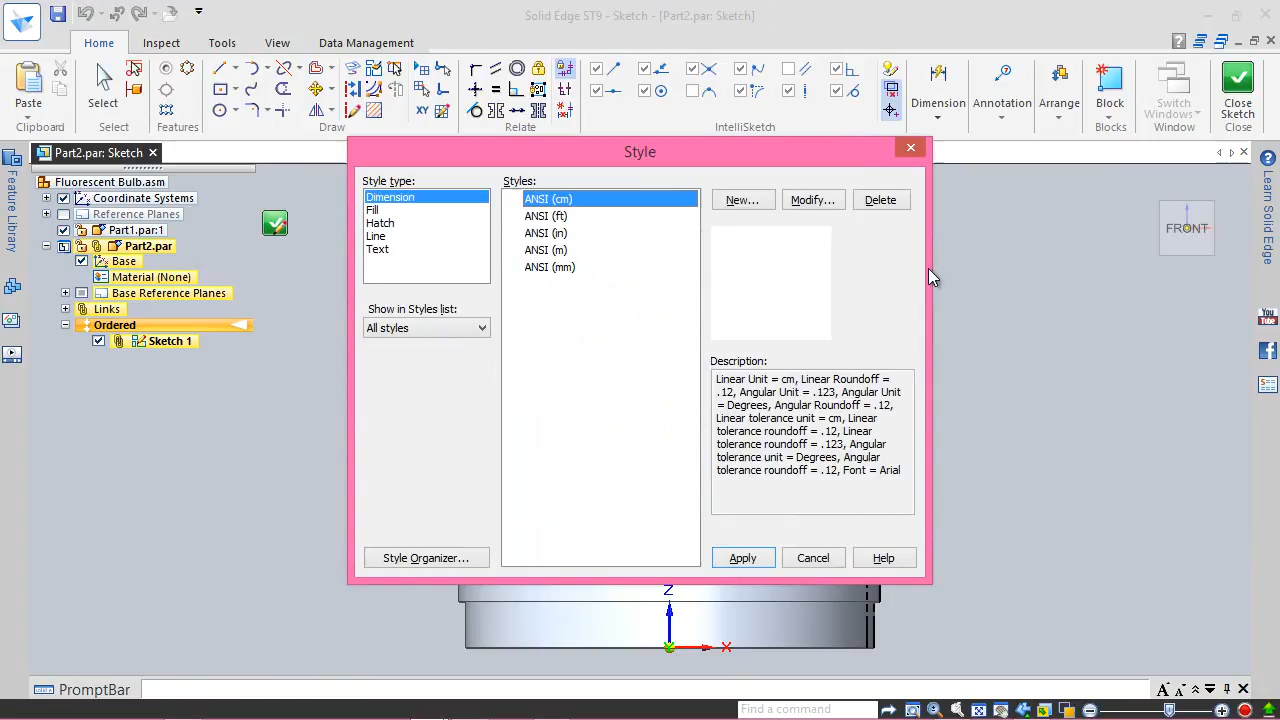 Solid Edge ST9 - Sketch - [Part2.par: Sketch]
Home Inspect Tools View Data Management
Paste Select Dimension Annotation Arrange Block Switch Windows Close Sketch
Clipboard Select Features Draw Relate IntelliSketch Blocks Window Close
Part2.par: Sketch
Feature Library
Fluorescent Bulb.asm
Coordinate Systems
Reference Planes
Part1.par:1
Part2.par
Base
Material (None)
Base Reference Planes
Links
Ordered
Sketch 1
Style
Style type:
Dimension
Fill
Hatch
Line
Text
Show in Styles list:
All styles
Style Organizer...
Styles:
ANSI (cm)
ANSI (ft)
ANSI (in)
ANSI (m)
ANSI (mm)
New... Modify... Delete
Description:
Linear Unit = cm, Linear Roundoff =
.12, Angular Unit = .123, Angular Unit
= Degrees, Angular Roundoff = .12,
Linear tolerance unit = cm, Linear
tolerance roundoff = .12, Linear
tolerance roundoff = .123, Angular
tolerance unit = Degrees, Angular
tolerance roundoff = .12, Font = Arial
Apply Cancel Help
FRONT
Solid Edge
You Tube
Z
X
PromptBar
Find a command